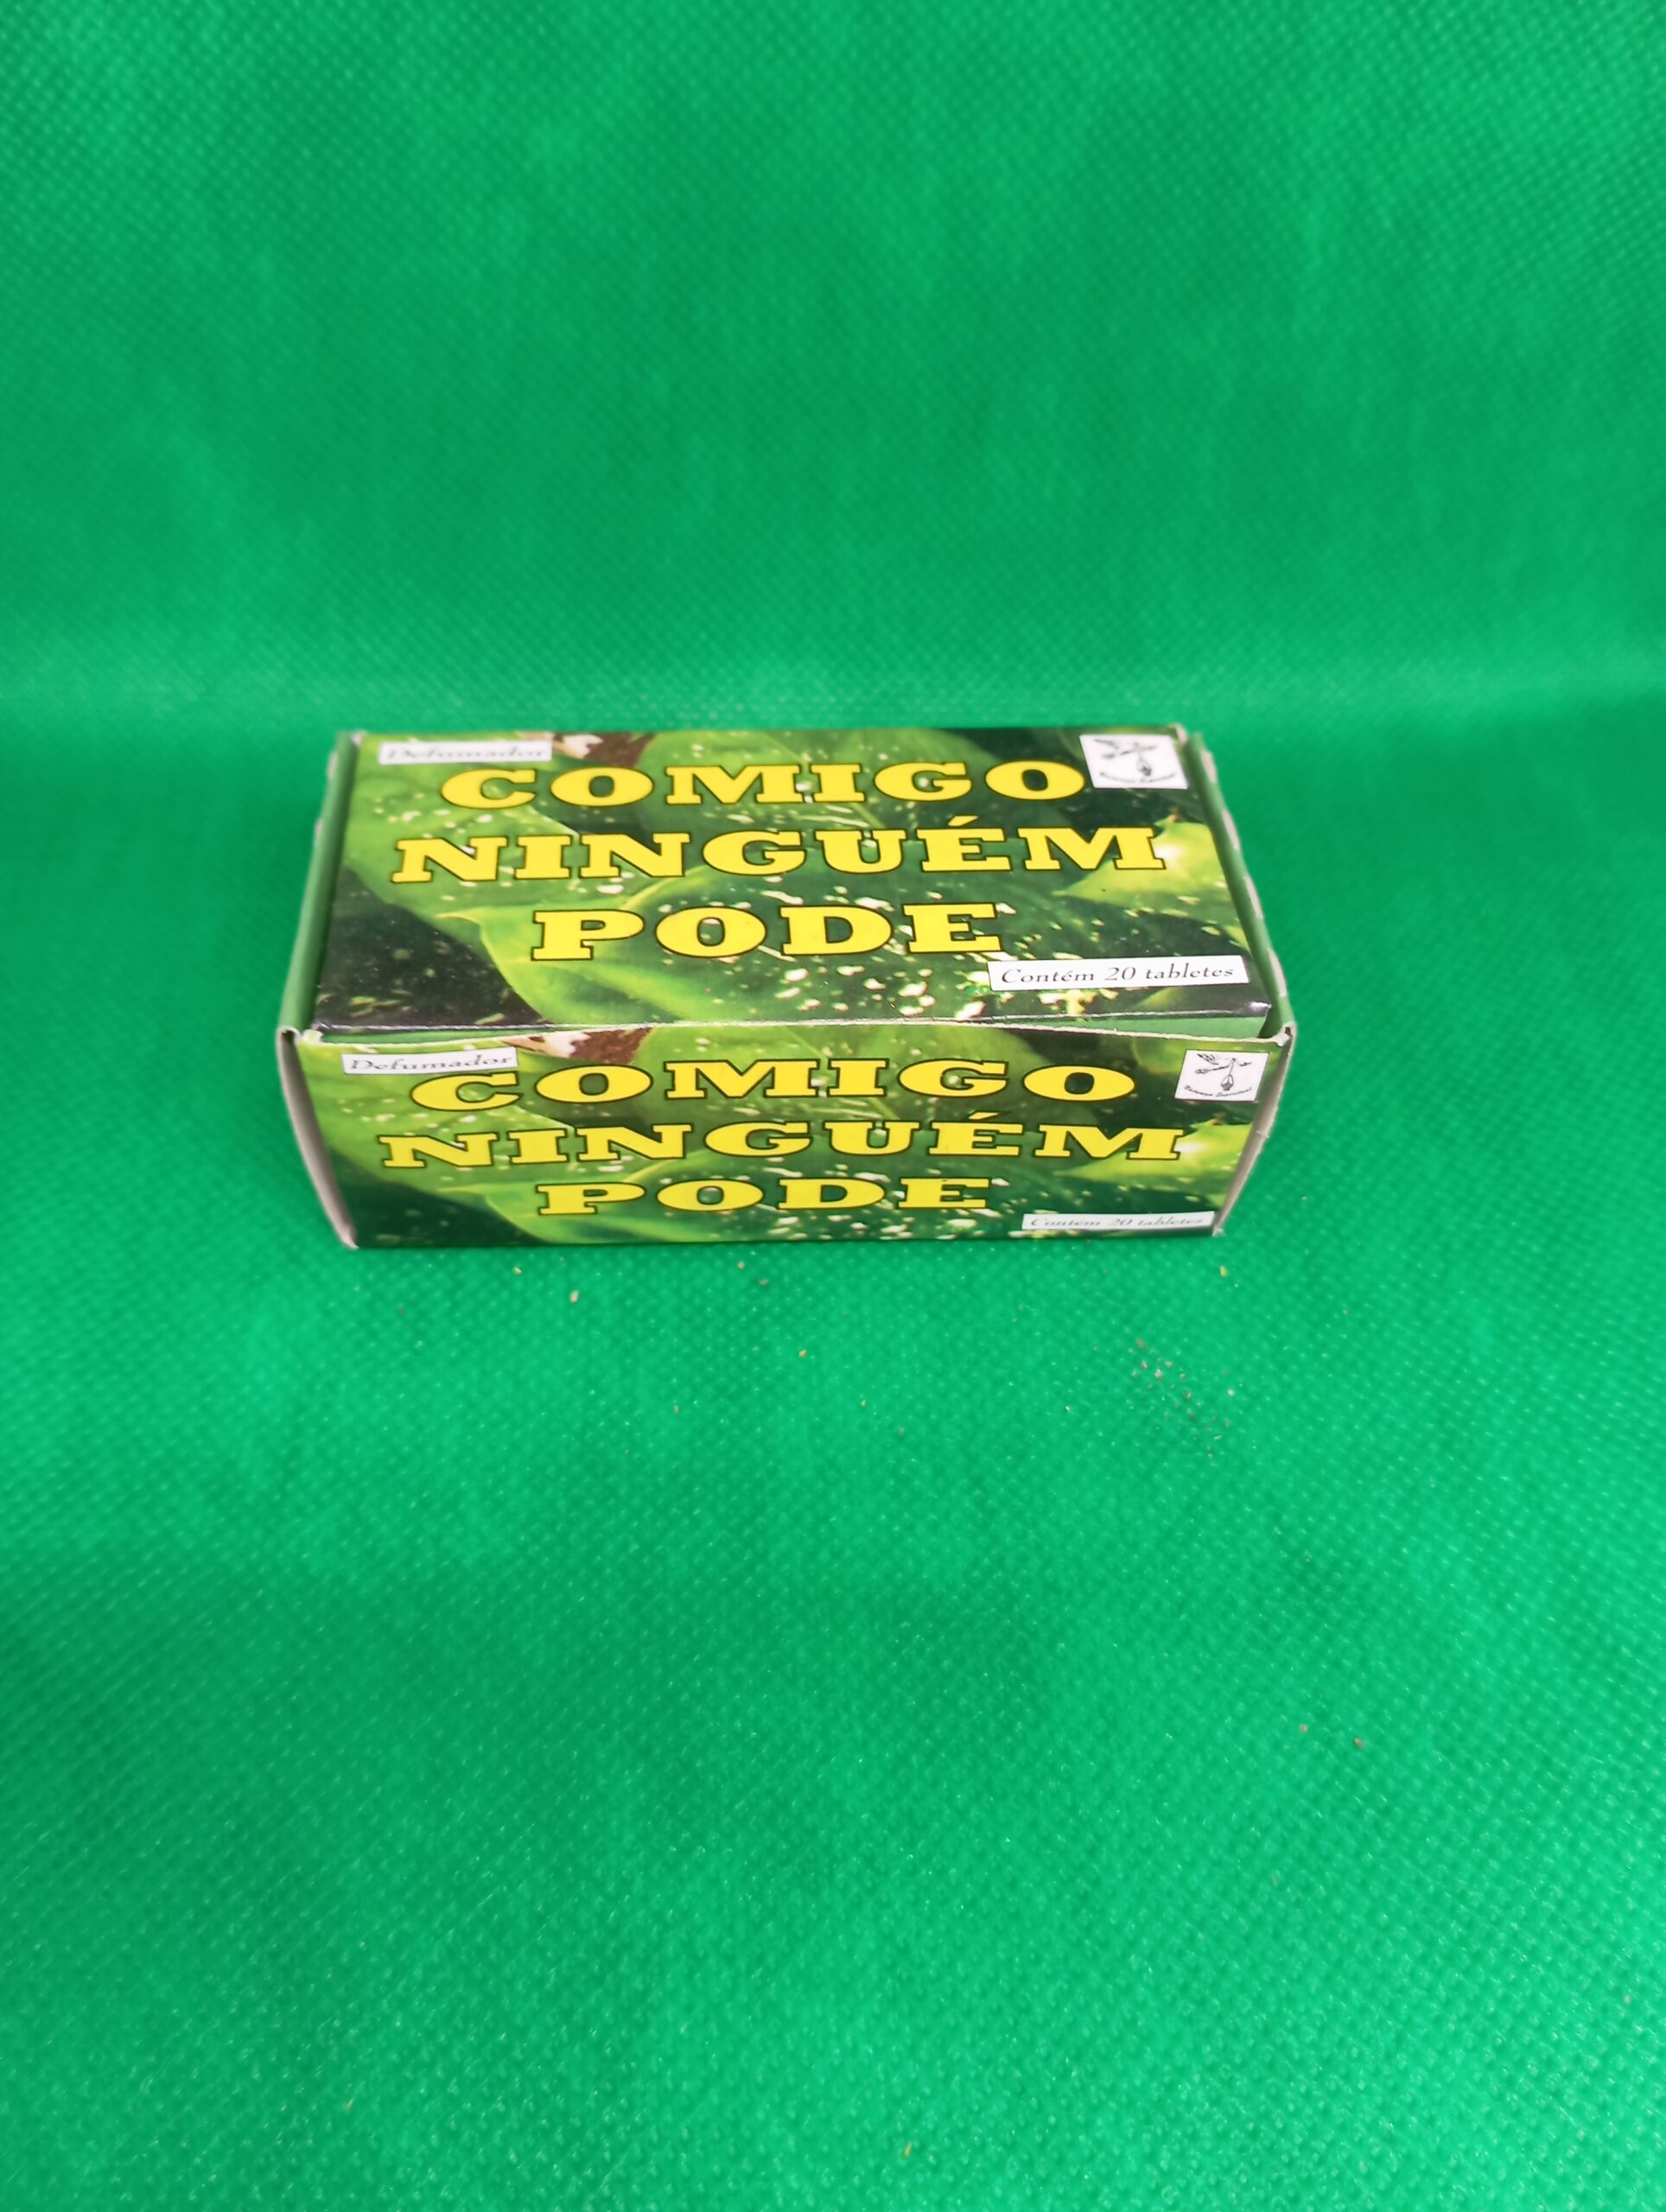 Defumador
COMIGO
NINGUÉM
PODE
Contém 20 tabletes
Defumador
COMIGO
NINGUÉM
PODE
Contém 20 tabletes